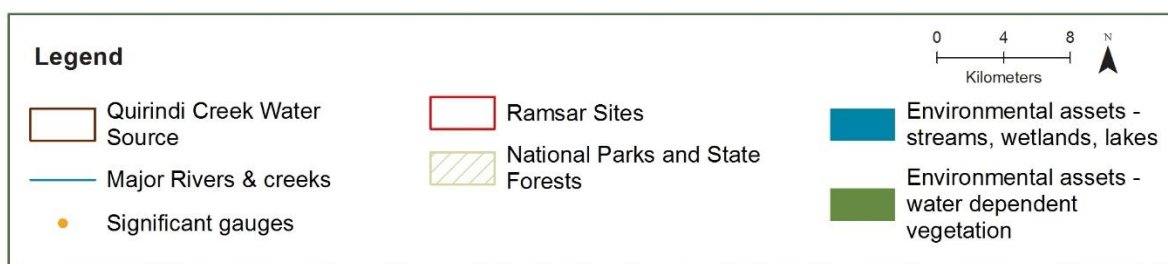 Legend
0 4 8
Kilometers
N
Quirindi Creek Water
Source
Major Rivers & creeks
Significant gauges
Ramsar Sites
National Parks and State
Forests
Environmental assets -
streams, wetlands, lakes
Environmental assets -
water dependent
vegetation